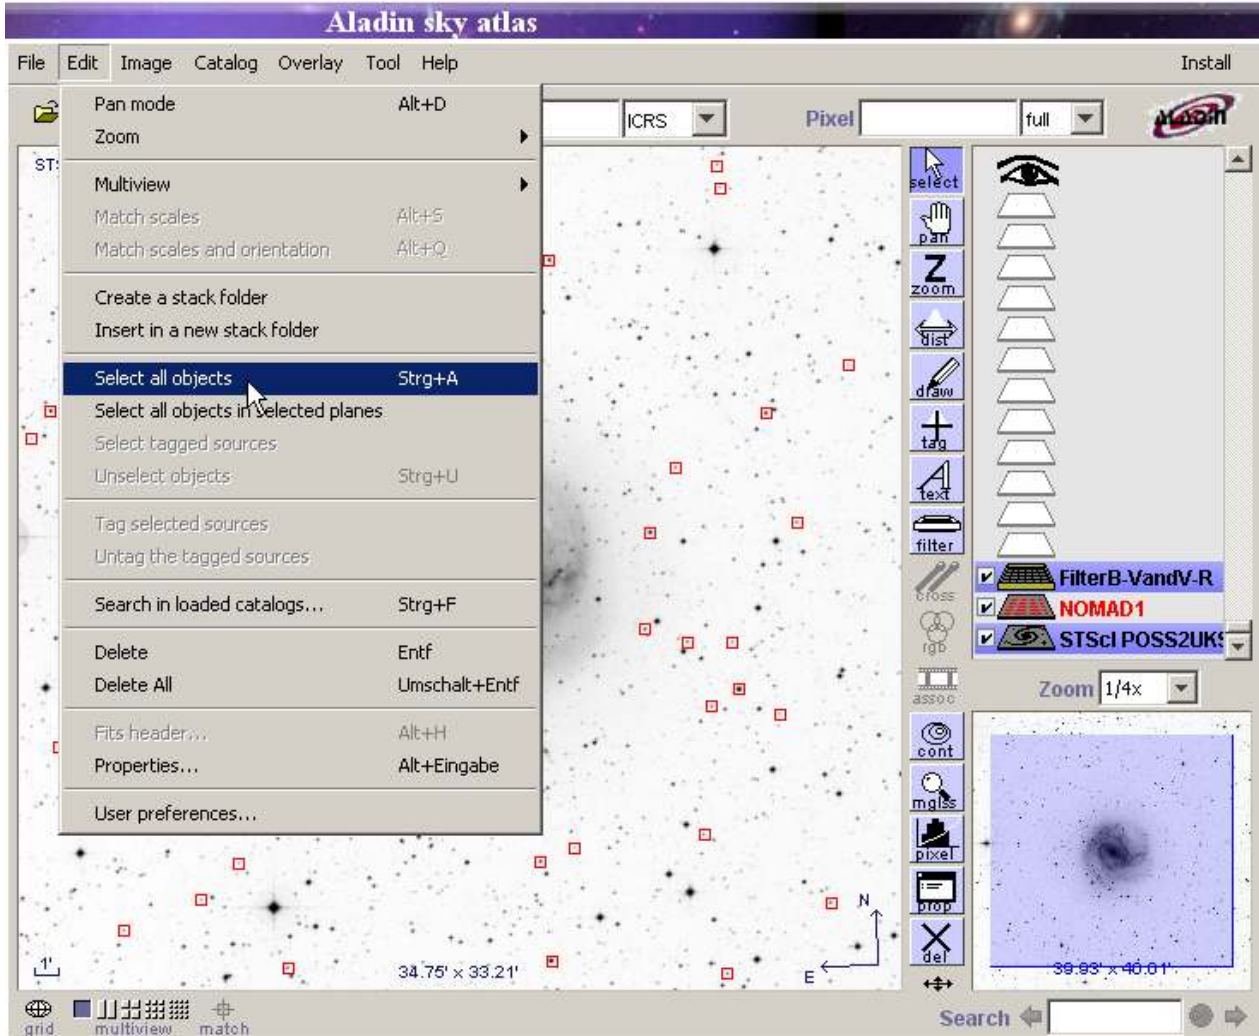 Aladin sky atlas
File Edit Image Catalog Overlay Tool Help Install
ICRS Pixel full ALADIN
Pan mode Alt+D
Zoom
Multiview
Match scales Alt+S
Match scales and orientation Alt+Q
Create a stack folder
Insert in a new stack folder
Select all objects Strg+A
Select all objects in selected planes
Select tagged sources
Unselect objects Strg+U
Tag selected sources
Untag the tagged sources
Search in loaded catalogs... Strg+F
Delete Entf
Delete All Umschalt+Entf
Fits header... Alt+H
Properties... Alt+Eingabe
User preferences...
1'
34.75' x 33.21'
N
E
select
pan
Z
zoom
dist
draw
tag
A
text
filter
cross
rgb
assoc
cont
mglss
pixel
prop
del
FilterB-VandV-R
NOMAD1
STScI POSS2UKS
Zoom 1/4x
39.93' x 40.01'
grid multiview match
Search